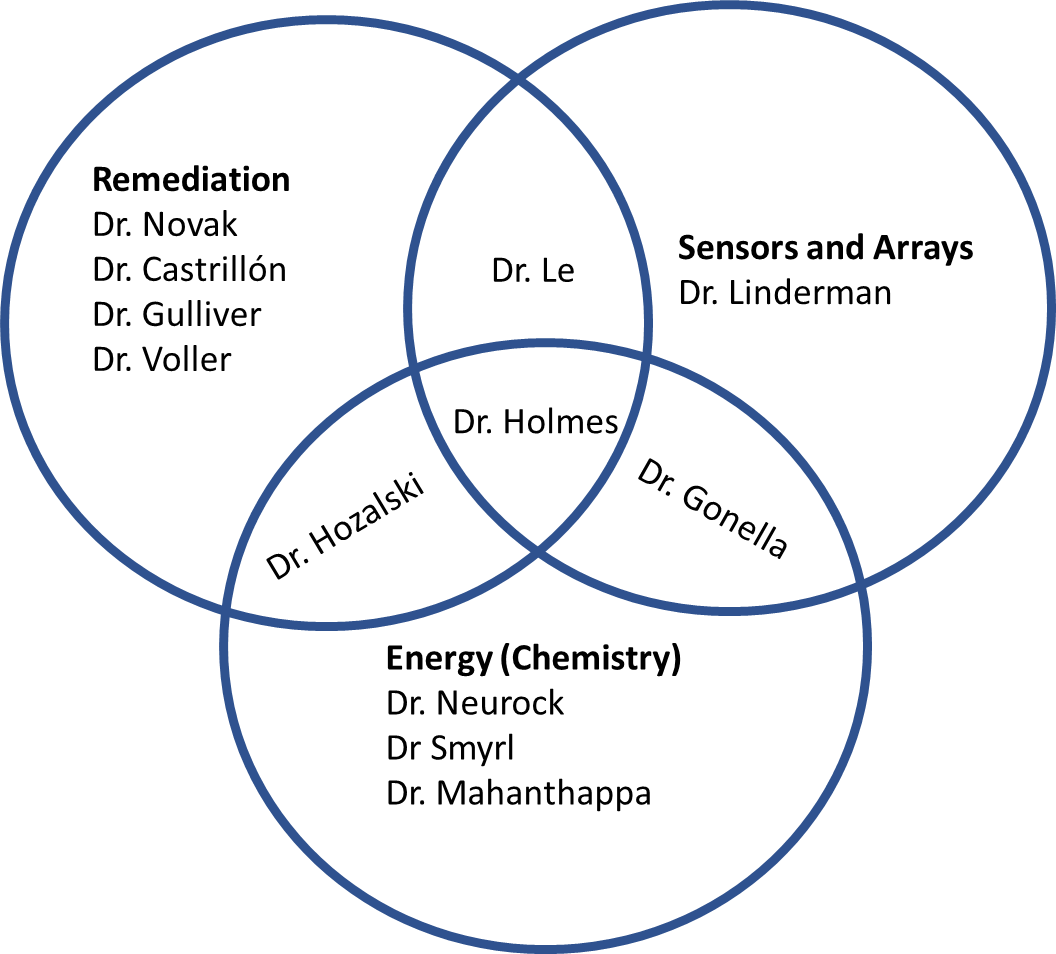 Remediation
Dr. Novak
Dr. Castrillón
Dr. Gulliver
Dr. Voller
Dr. Le
Sensors and Arrays
Dr. Linderman
Dr. Holmes
Dr. Hozalski
Dr. Gonella
Energy (Chemistry)
Dr. Neurock
Dr Smyrl
Dr. Mahanthappa